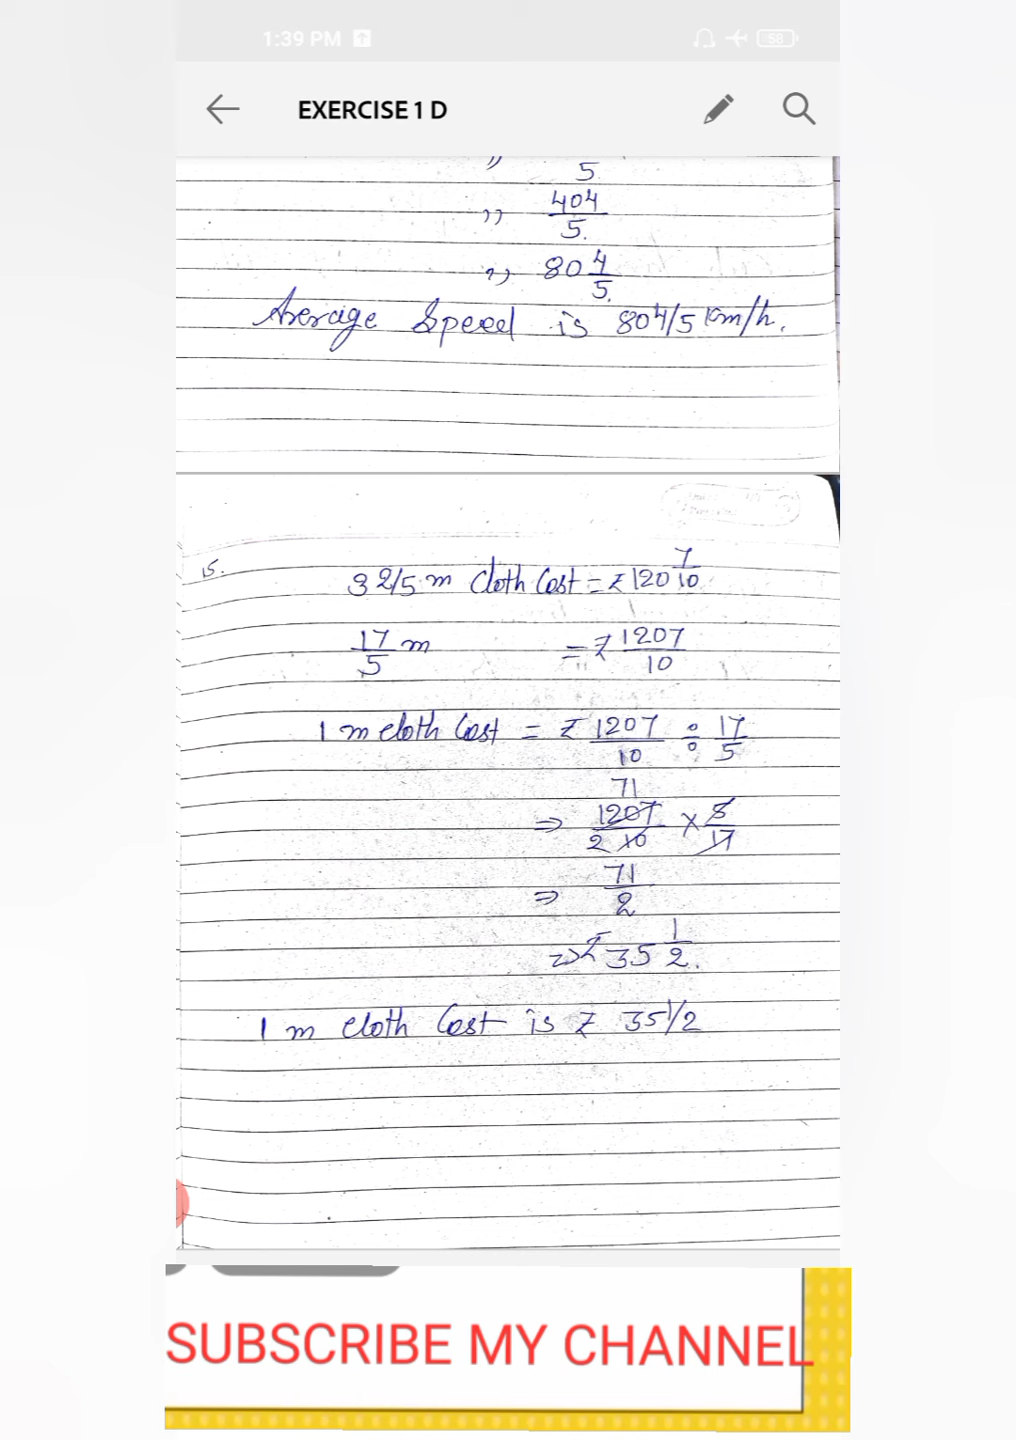 1:39 PM 58
EXERCISE 1 D
" 5
" 404/5.
" 80 4/5.
Average Speed is 80 4/5 Km/h.
15.
3 2/5 m Cloth Cost = ₹ 120 7/10
17/5 m = ₹ 1207/10
1 m cloth Cost = ₹ 1207/10 ÷ 17/5
71
⇒ 1207/2 10 × 5/17
⇒ 71/2
⇒ ₹ 35 1/2.
1 m cloth Cost is ₹ 35 1/2
SUBSCRIBE MY CHANNEL